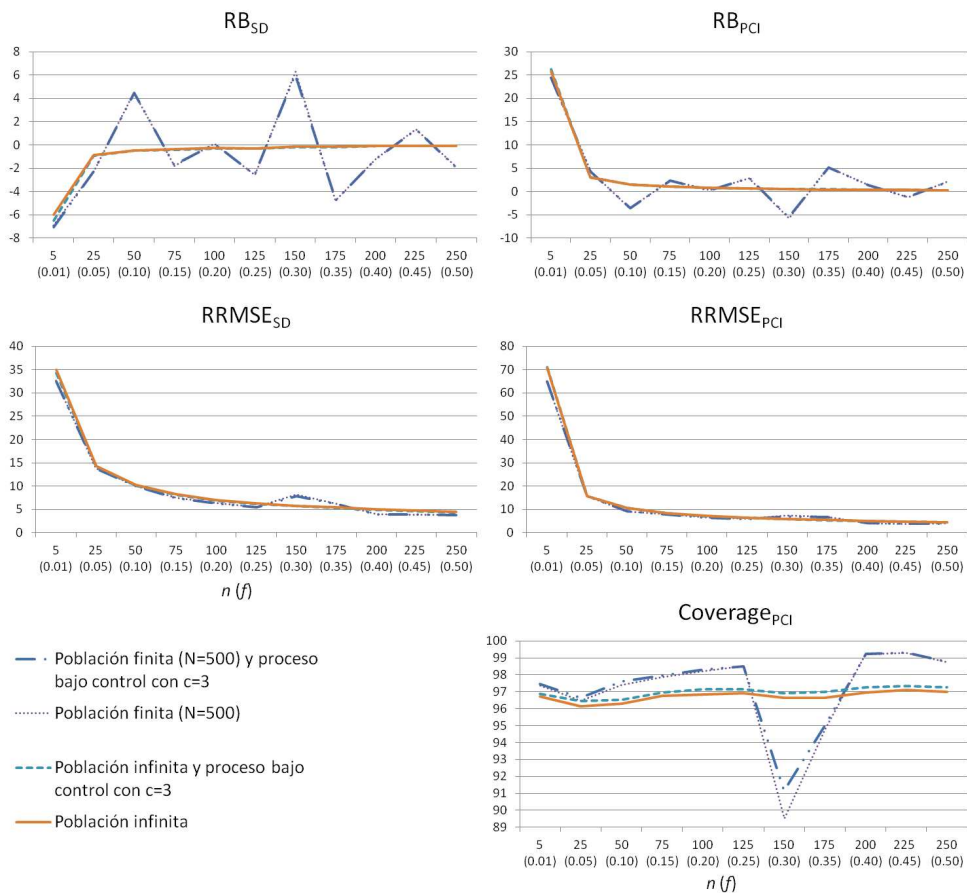 RB_SD
8
6
4
2
0
-2
-4
-6
-8
5 25 50 75 100 125 150 175 200 225 250
(0.01) (0.05) (0.10) (0.15) (0.20) (0.25) (0.30) (0.35) (0.40) (0.45) (0.50)
RB_PCI
30
25
20
15
10
5
0
-5
-10
5 25 50 75 100 125 150 175 200 225 250
(0.01) (0.05) (0.10) (0.15) (0.20) (0.25) (0.30) (0.35) (0.40) (0.45) (0.50)
RRMSE_SD
40
35
30
25
20
15
10
5
0
5 25 50 75 100 125 150 175 200 225 250
(0.01) (0.05) (0.10) (0.15) (0.20) (0.25) (0.30) (0.35) (0.40) (0.45) (0.50)
n (f)
RRMSE_PCI
80
70
60
50
40
30
20
10
0
5 25 50 75 100 125 150 175 200 225 250
(0.01) (0.05) (0.10) (0.15) (0.20) (0.25) (0.30) (0.35) (0.40) (0.45) (0.50)
Población finita (N=500) y proceso
bajo control con c=3
Población finita (N=500)
Población infinita y proceso bajo
control con c=3
Población infinita
Coverage_PCI
100
99
98
97
96
95
94
93
92
91
90
89
5 25 50 75 100 125 150 175 200 225 250
(0.01) (0.05) (0.10) (0.15) (0.20) (0.25) (0.30) (0.35) (0.40) (0.45) (0.50)
n (f)